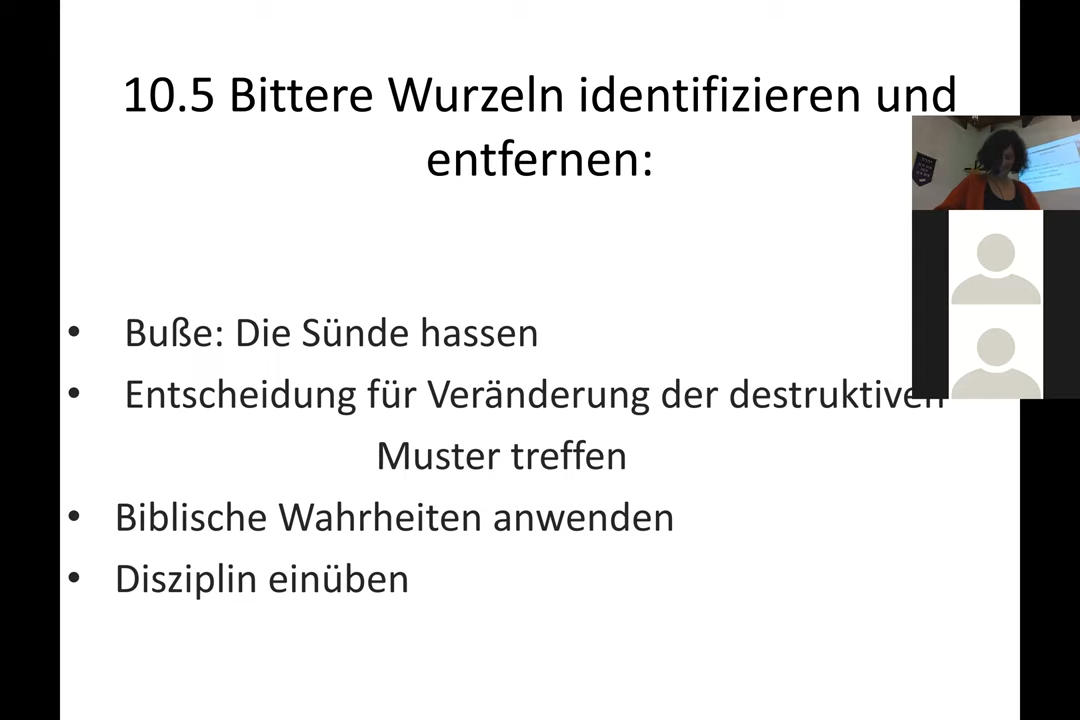 10.5 Bittere Wurzeln identifizieren und
entfernen:
• Buße: Die Sünde hassen
• Entscheidung für Veränderung der destruktiven
Muster treffen
• Biblische Wahrheiten anwenden
• Disziplin einüben